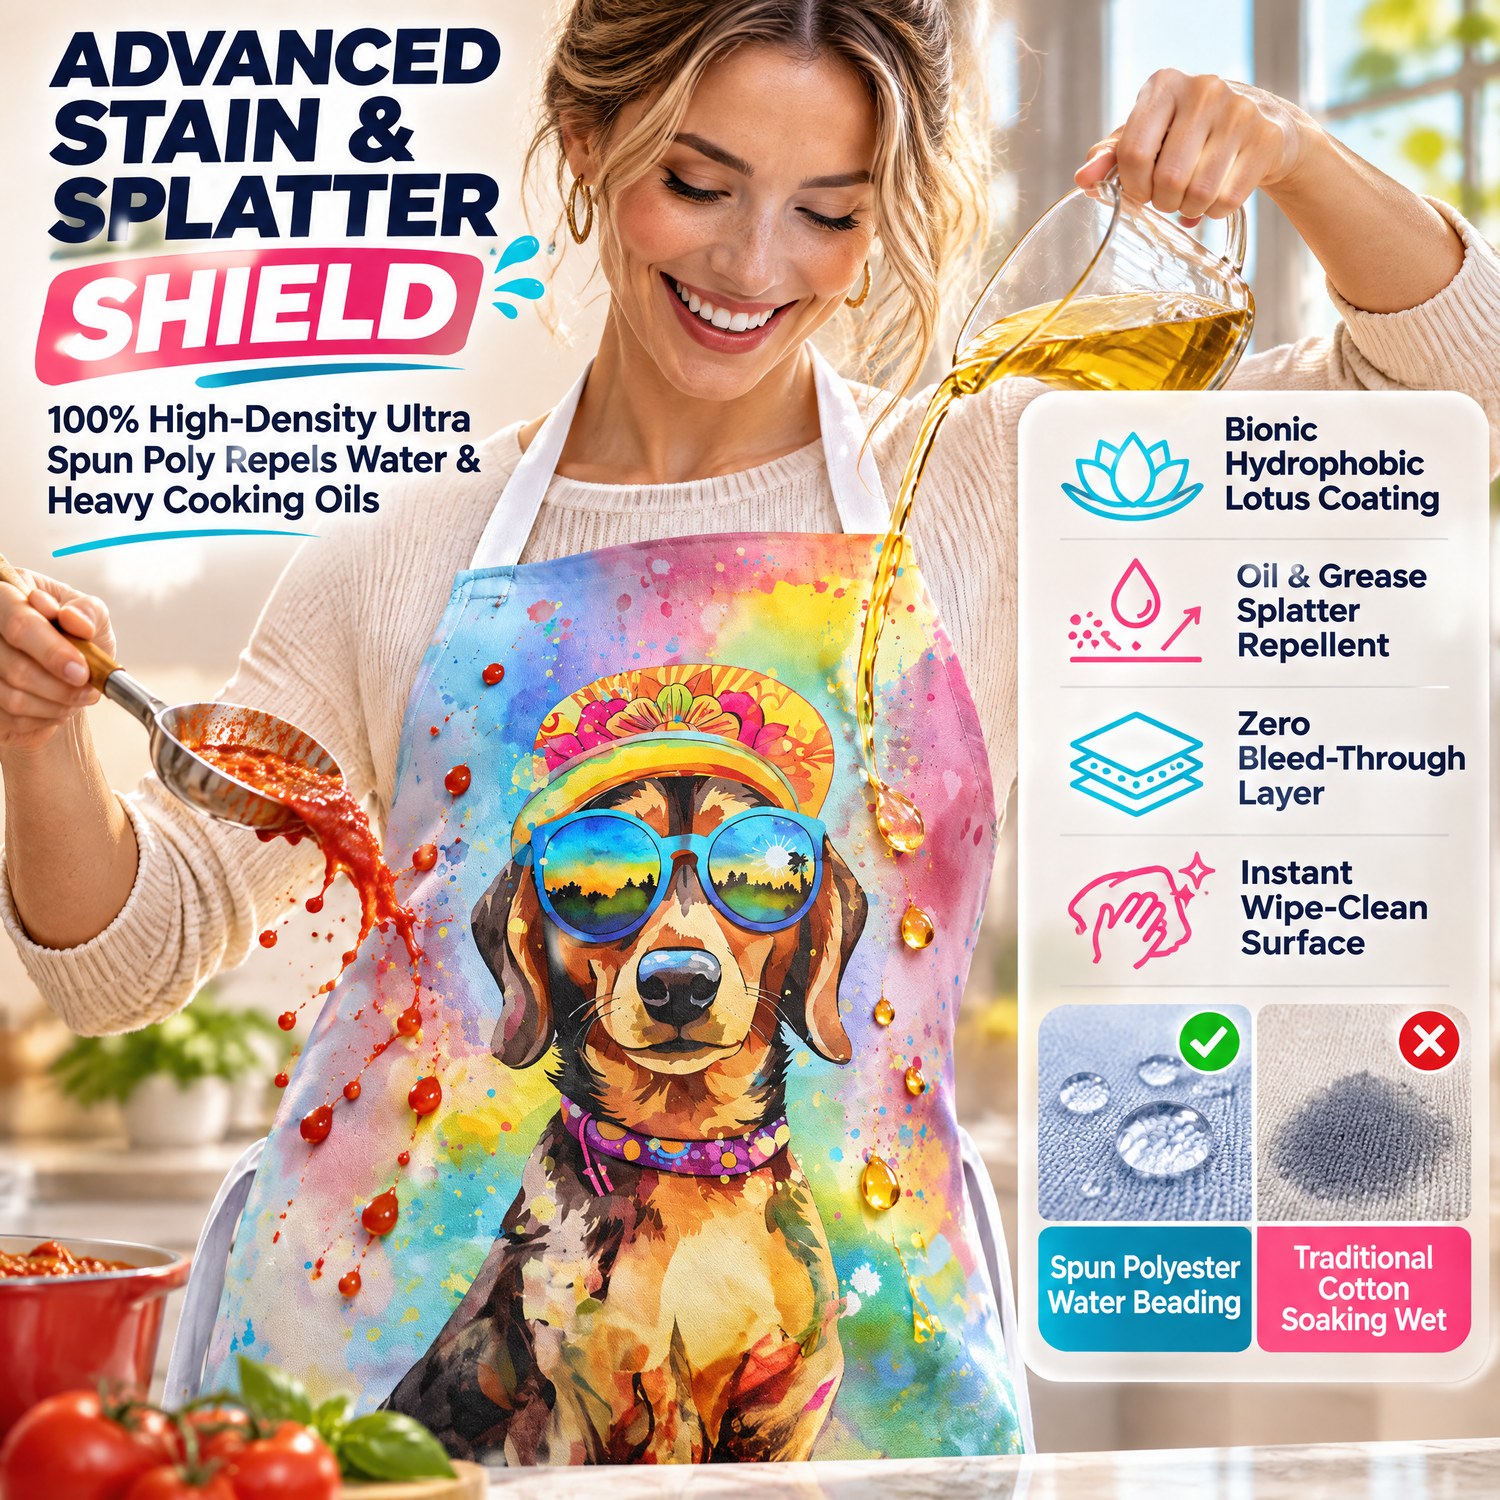 ADVANCED
STAIN &
SPLATTER
SHIELD
100% High-Density Ultra
Spun Poly Repels Water &
Heavy Cooking Oils
Bionic
Hydrophobic
Lotus Coating
Oil & Grease
Splatter
Repellent
Zero
Bleed-Through
Layer
Instant
Wipe-Clean
Surface
Spun Polyester
Water Beading
Traditional
Cotton
Soaking Wet